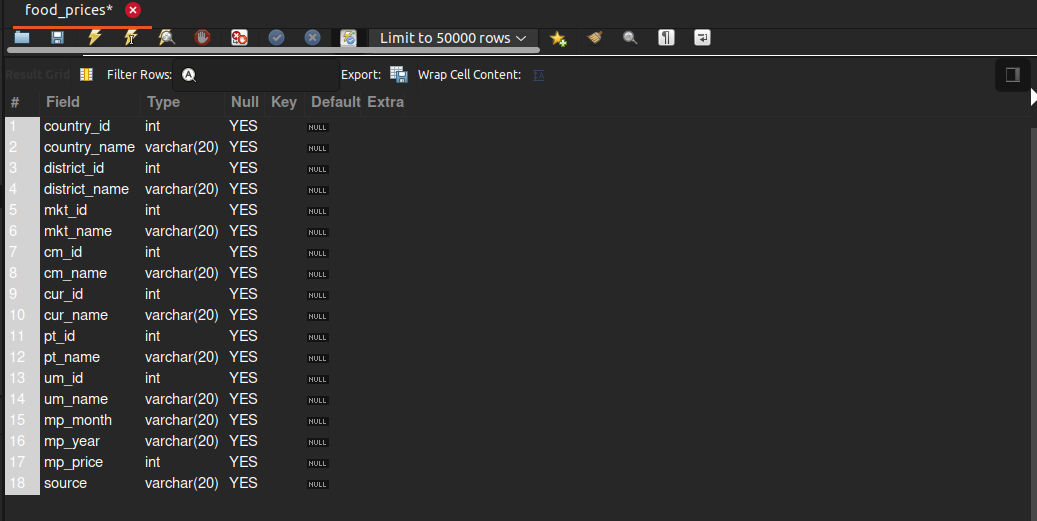 food_prices*
Limit to 50000 rows
Result Grid Filter Rows: Export: Wrap Cell Content:
# Field Type Null Key Default Extra
1 country_id int YES NULL
2 country_name varchar(20) YES NULL
3 district_id int YES NULL
4 district_name varchar(20) YES NULL
5 mkt_id int YES NULL
6 mkt_name varchar(20) YES NULL
7 cm_id int YES NULL
8 cm_name varchar(20) YES NULL
9 cur_id int YES NULL
10 cur_name varchar(20) YES NULL
11 pt_id int YES NULL
12 pt_name varchar(20) YES NULL
13 um_id int YES NULL
14 um_name varchar(20) YES NULL
15 mp_month varchar(20) YES NULL
16 mp_year varchar(20) YES NULL
17 mp_price int YES NULL
18 source varchar(20) YES NULL